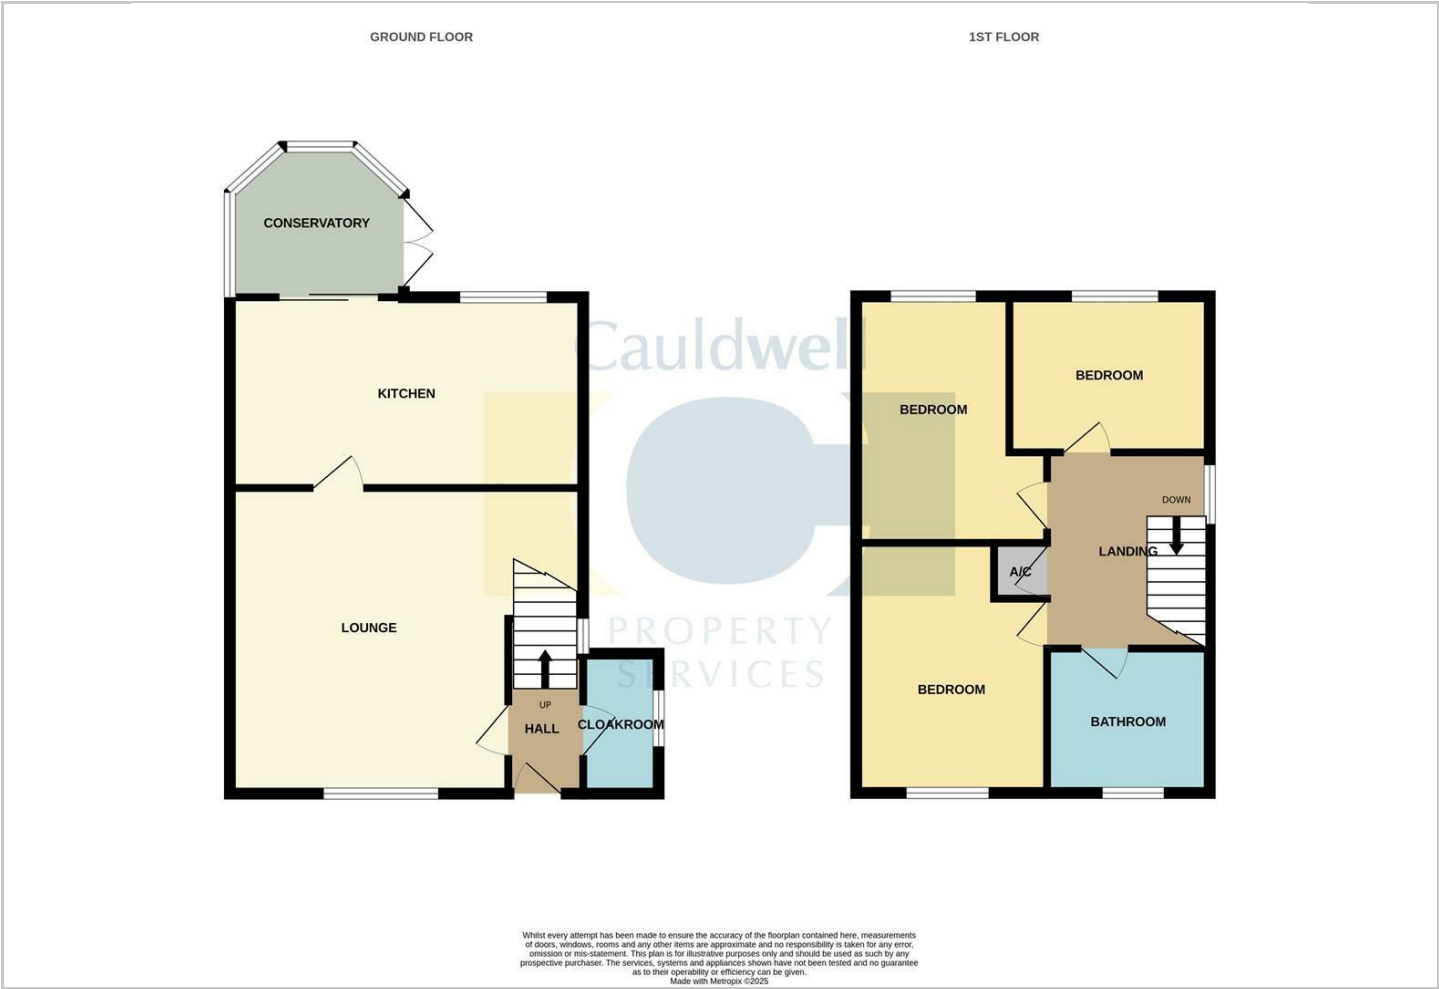 GROUND FLOOR
1ST FLOOR
CONSERVATORY
KITCHEN
LOUNGE
UP
HALL
CLOAKROOM
BEDROOM
BEDROOM
DOWN
LANDING
A/C
BEDROOM
BATHROOM
Cauldwell
PROPERTY
SERVICES
Whilst every attempt has been made to ensure the accuracy of the floorplan contained here, measurements
of doors, windows, rooms and any other items are approximate and no responsibility is taken for any error,
omission or mis-statement. This plan is for illustrative purposes only and should be used as such by any
prospective purchaser. The services, systems and appliances shown have not been tested and no guarantee
as to their operability or efficiency can be given.
Made with Metropix ©2025